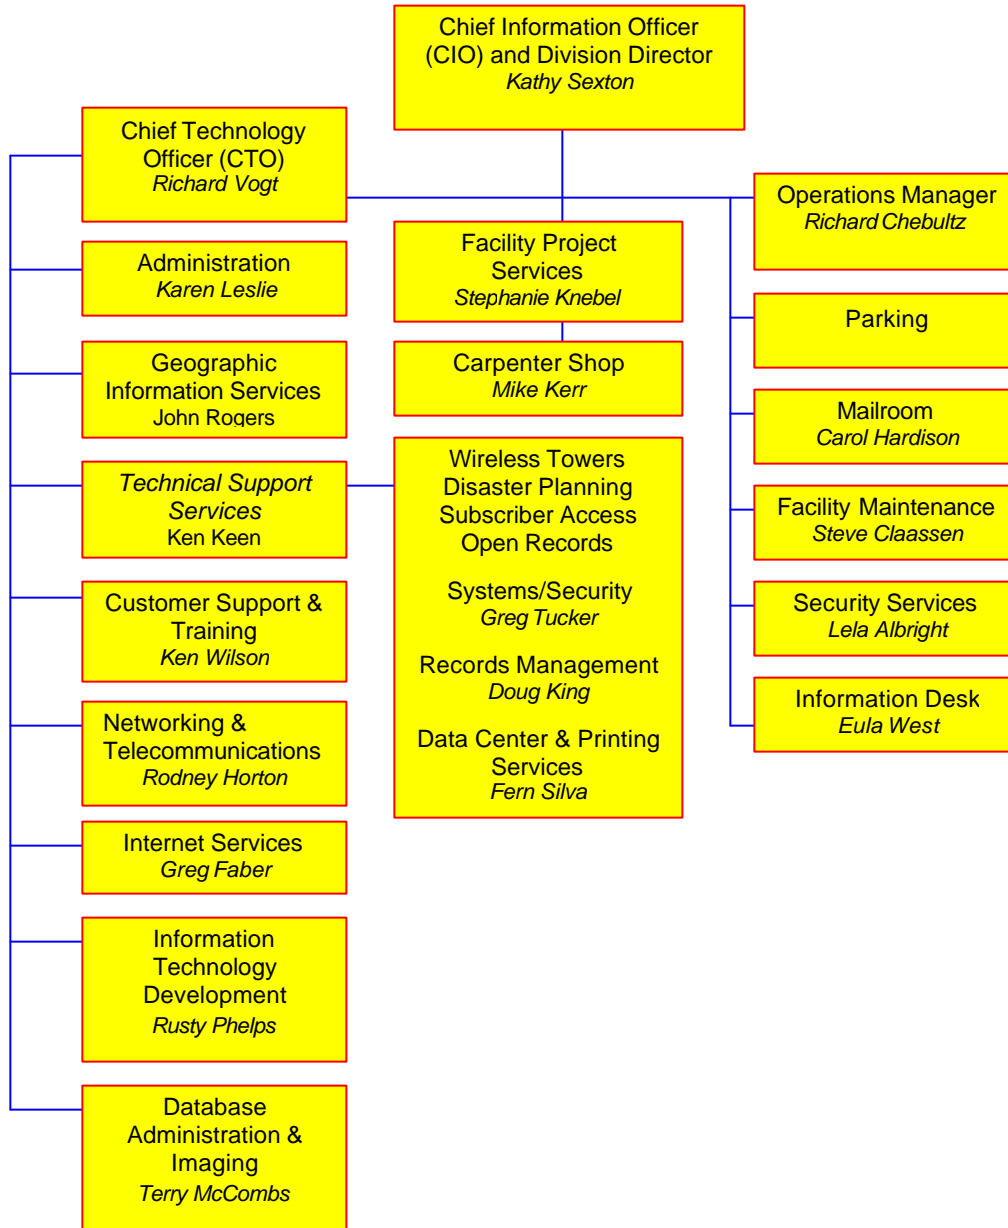 Chief Information Officer
(CIO) and Division Director
Kathy Sexton
Chief Technology
Officer (CTO)
Richard Vogt
Administration
Karen Leslie
Geographic
Information Services
John Rogers
Technical Support
Services
Ken Keen
Customer Support &
Training
Ken Wilson
Networking &
Telecommunications
Rodney Horton
Internet Services
Greg Faber
Information
Technology
Development
Rusty Phelps
Database
Administration &
Imaging
Terry McCombs
Facility Project
Services
Stephanie Knebel
Carpenter Shop
Mike Kerr
Wireless Towers
Disaster Planning
Subscriber Access
Open Records
Systems/Security
Greg Tucker
Records Management
Doug King
Data Center & Printing
Services
Fern Silva
Operations Manager
Richard Chebultz
Parking
Mailroom
Carol Hardison
Facility Maintenance
Steve Claassen
Security Services
Lela Albright
Information Desk
Eula West